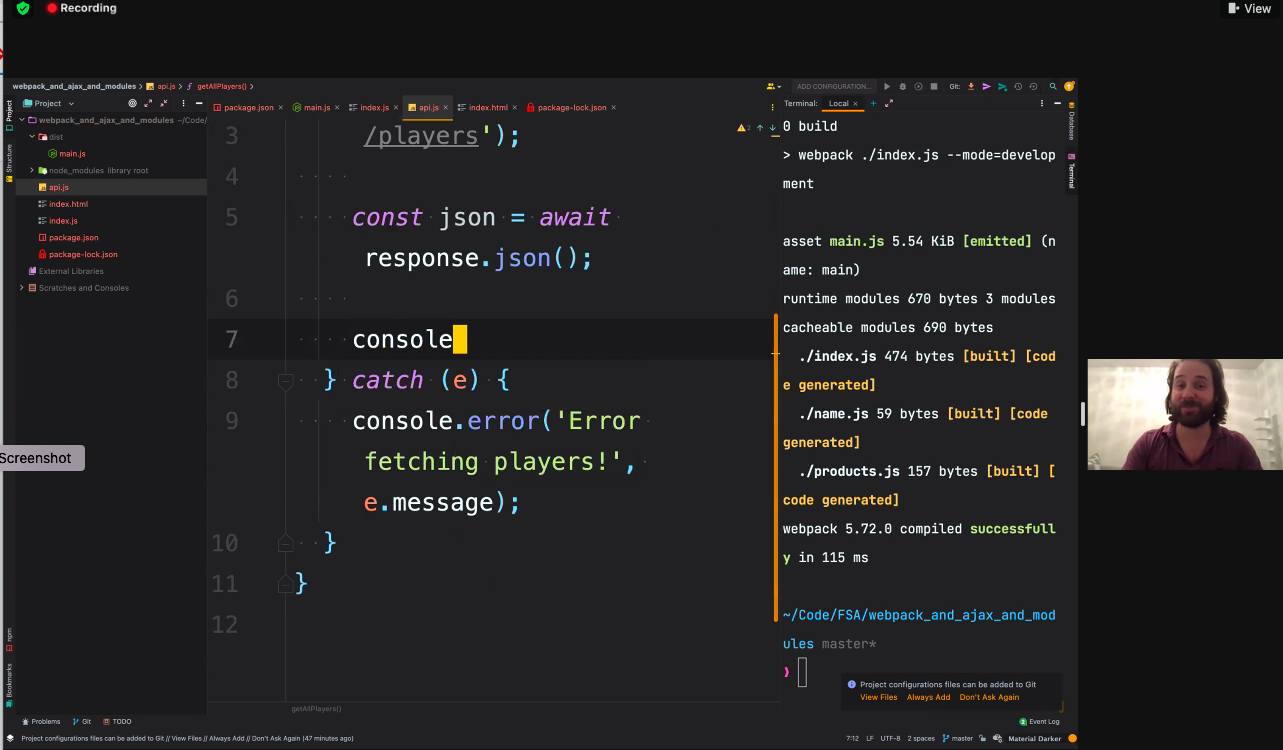 Recording
View
webpack_and_ajax_and_modules > api.js > getAllPlayers()
ADD CONFIGURATION...
Git:
Project
package.json
main.js
index.js
api.js
index.html
package-lock.json
Terminal: Local
webpack_and_ajax_and_modules ~/Code/
dist
main.js
node_modules library root
api.js
index.html
index.js
package.json
package-lock.json
External Libraries
Scratches and Consoles
Project
Structure
npm
Bookmarks
2
3 /players');
4
5 const json = await
response.json();
6
7 console
8 } catch (e) {
9 console.error('Error
fetching players!',
e.message);
10 }
11 }
12
getAllPlayers()
0 build
> webpack ./index.js --mode=develop
ment
asset main.js 5.54 KiB [emitted] (n
ame: main)
runtime modules 670 bytes 3 modules
cacheable modules 690 bytes
./index.js 474 bytes [built] [cod
e generated]
./name.js 59 bytes [built] [code
generated]
./products.js 157 bytes [built] [
code generated]
webpack 5.72.0 compiled successfull
y in 115 ms
~/Code/FSA/webpack_and_ajax_and_mod
ules master*
❯
Database
Terminal
Screenshot
Project configurations files can be added to Git
View Files Always Add Don't Ask Again
Problems Git TODO
Event Log
Project configurations files can be added to Git // View Files // Always Add // Don't Ask Again (47 minutes ago)
7:12 LF UTF-8 2 spaces master Material Darker